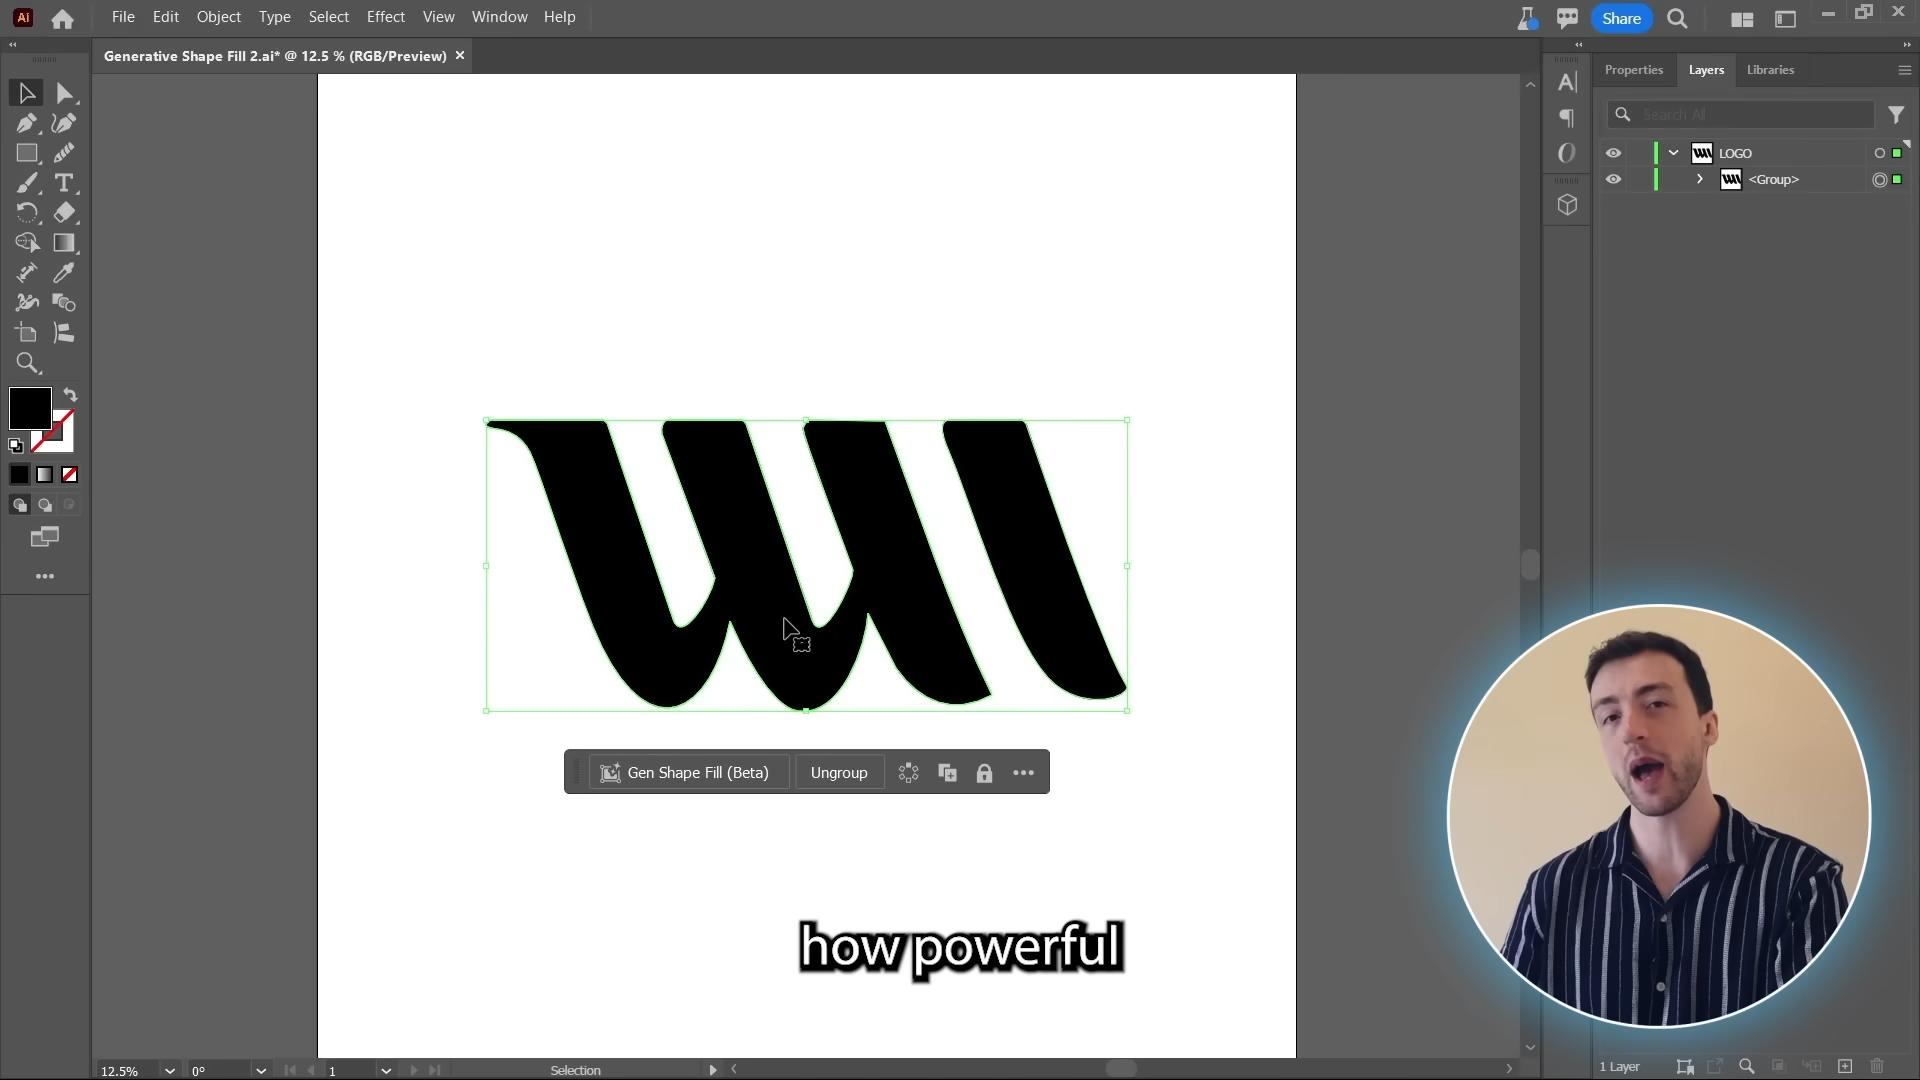 Ai
File Edit Object Type Select Effect View Window Help
Share
Generative Shape Fill 2.ai* @ 12.5 % (RGB/Preview) ×
Properties Layers Libraries
Search All
LOGO
<Group>
Gen Shape Fill (Beta) Ungroup
how powerful
12.5% 0° 1 Selection
1 Layer